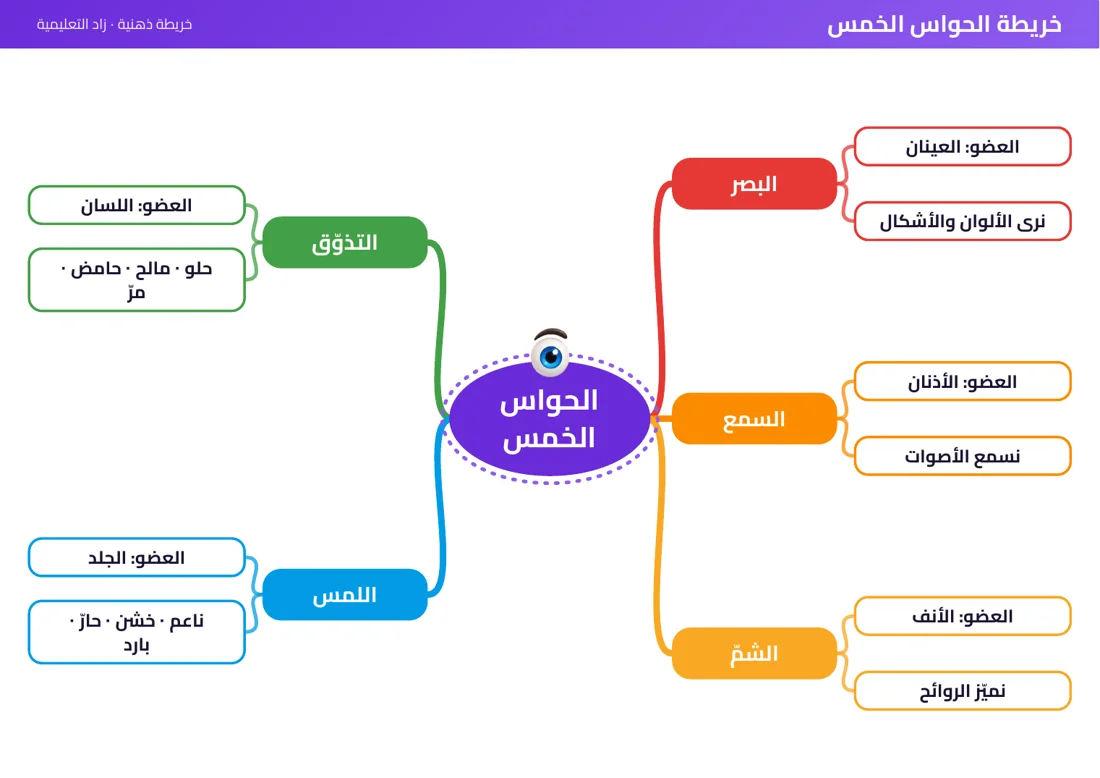 خريطة الحواس الخمس
خريطة ذهنية · زاد التعليمية
الحواس
الخمس
البصر
العضو: العينان
نرى الألوان والأشكال
السمع
العضو: الأذنان
نسمع الأصوات
الشمّ
العضو: الأنف
نميّز الروائح
التذوّق
العضو: اللسان
حلو · مالح · حامض ·
مرّ
اللمس
العضو: الجلد
ناعم · خشن · حارّ ·
بارد